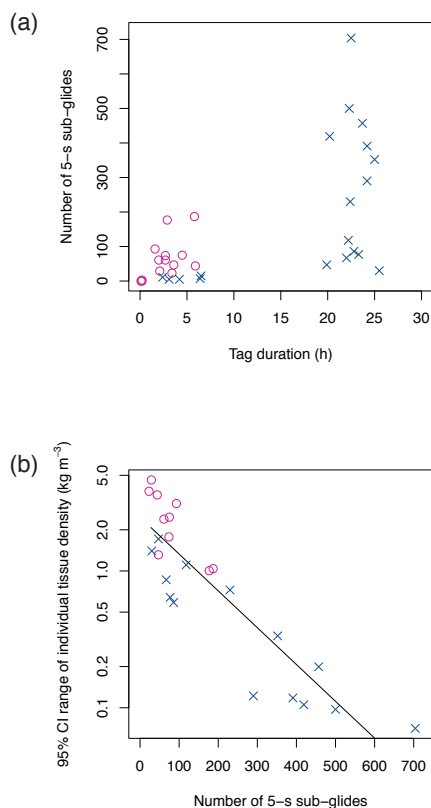 (a)
Number of 5-s sub-glides
700
500
300
100
0
0 5 10 15 20 25 30
Tag duration (h)
(b)
95% CI range of individual tissue density (kg m⁻³)
5.0
2.0
1.0
0.5
0.2
0.1
0 100 200 300 400 500 600 700
Number of 5-s sub-glides